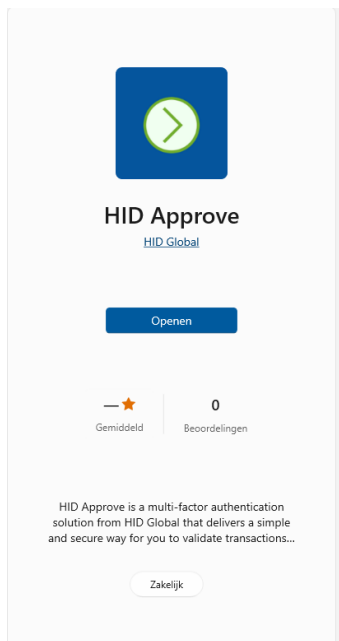 HID Approve
HID Global
Openen
—
0
Gemiddeld
Beoordelingen
HID Approve is a multi-factor authentication
solution from HID Global that delivers a simple
and secure way for you to validate transactions...
Zakelijk